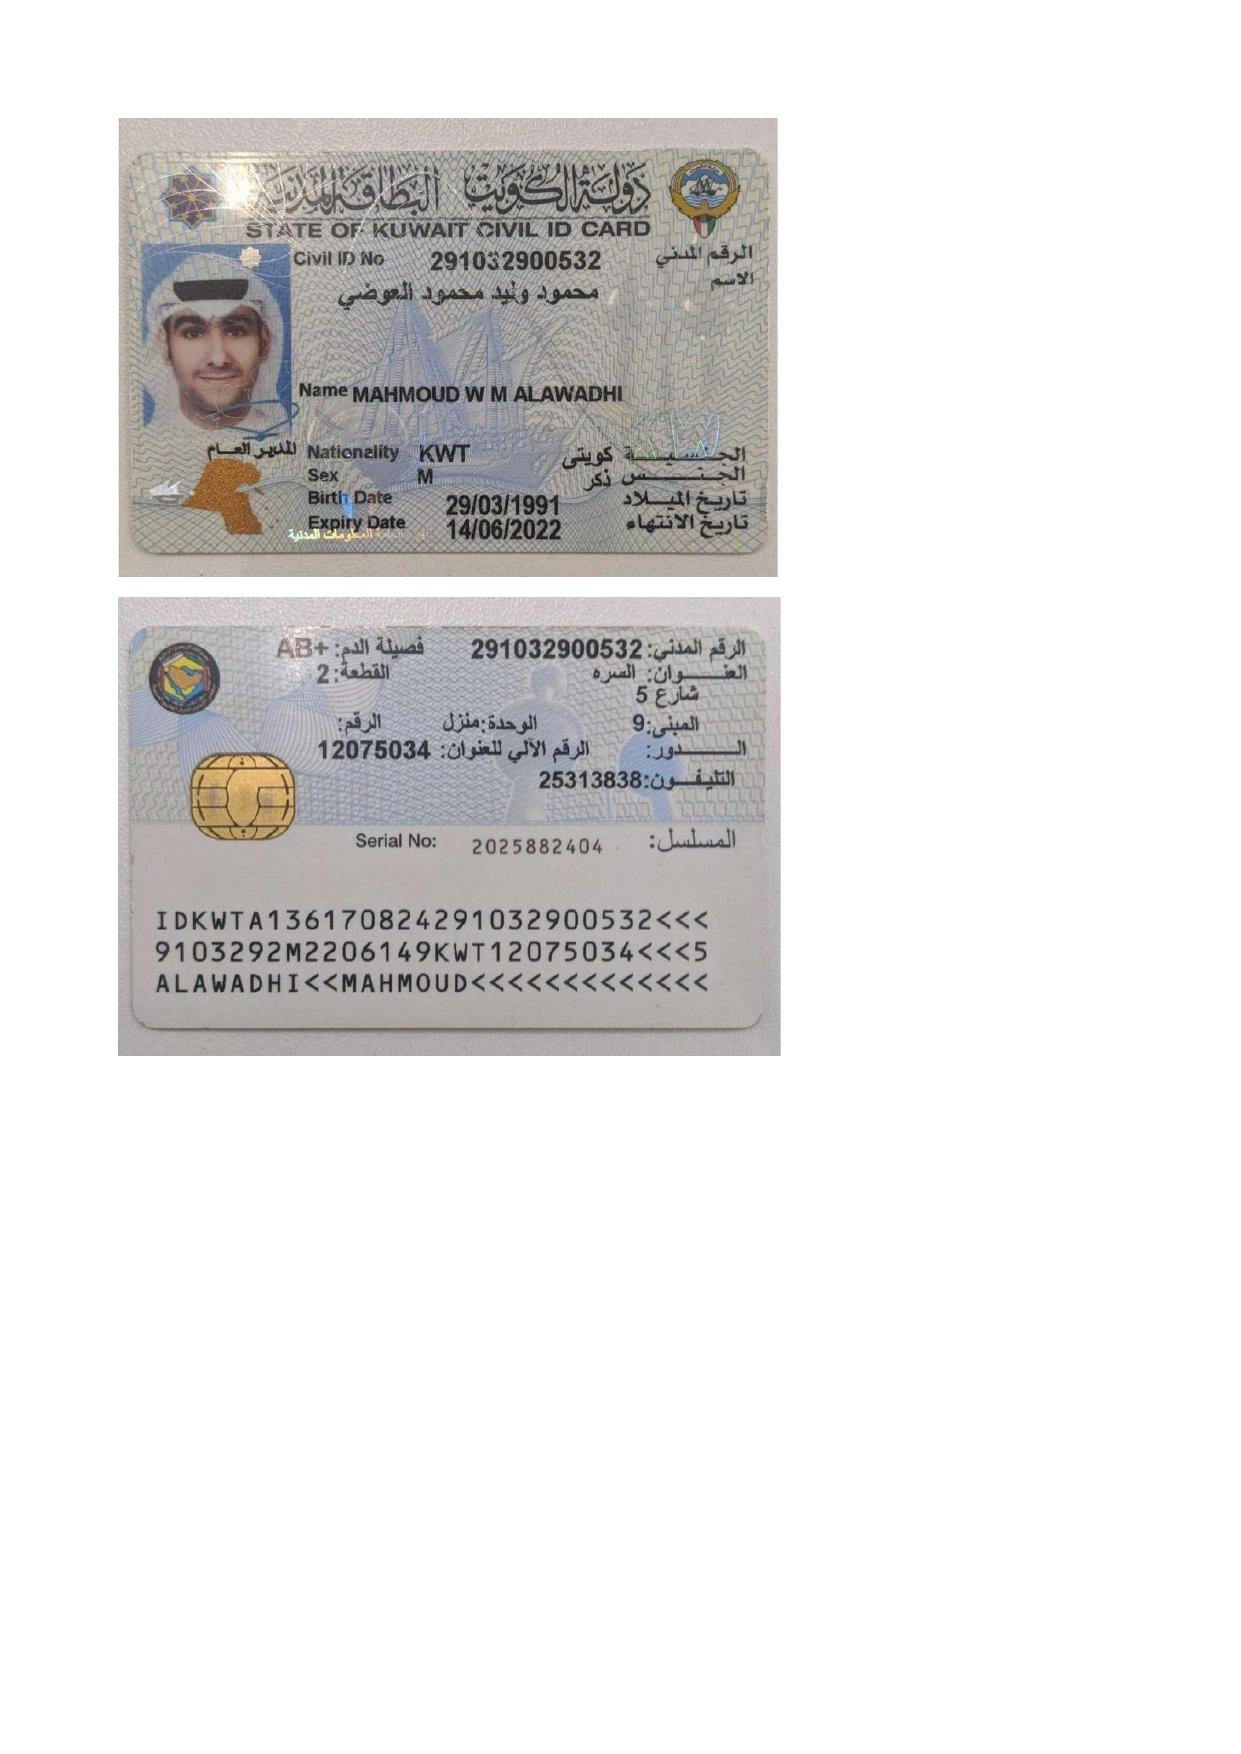 دولة الكويت البطاقة المدنية
STATE OF KUWAIT CIVIL ID CARD
Civil ID No 291032900532 الرقم المدني
الاسم
محمود وليد محمود العوضي
Name MAHMOUD W M ALAWADHI
KW
المدير العام
Nationality KWT كويتى الجنسية
Sex M ذكر الجنس
Birth Date 29/03/1991 تاريخ الميلاد
Expiry Date 14/06/2022 تاريخ الانتهاء
العامة للمعلومات المدنية
الرقم المدني: 291032900532 فصيلة الدم: AB+
العنوان: السره القطعة: 2
شارع 5
المبنى: 9 الوحدة: منزل الرقم:
الدور: الرقم الآلي للعنوان: 12075034
التليفون: 25313838
Serial No: 2025882404 المسلسل:
IDKWTA136170824291032900532<<<
9103292M2206149KWT12075034<<<5
ALAWADHI<<MAHMOUD<<<<<<<<<<<<<